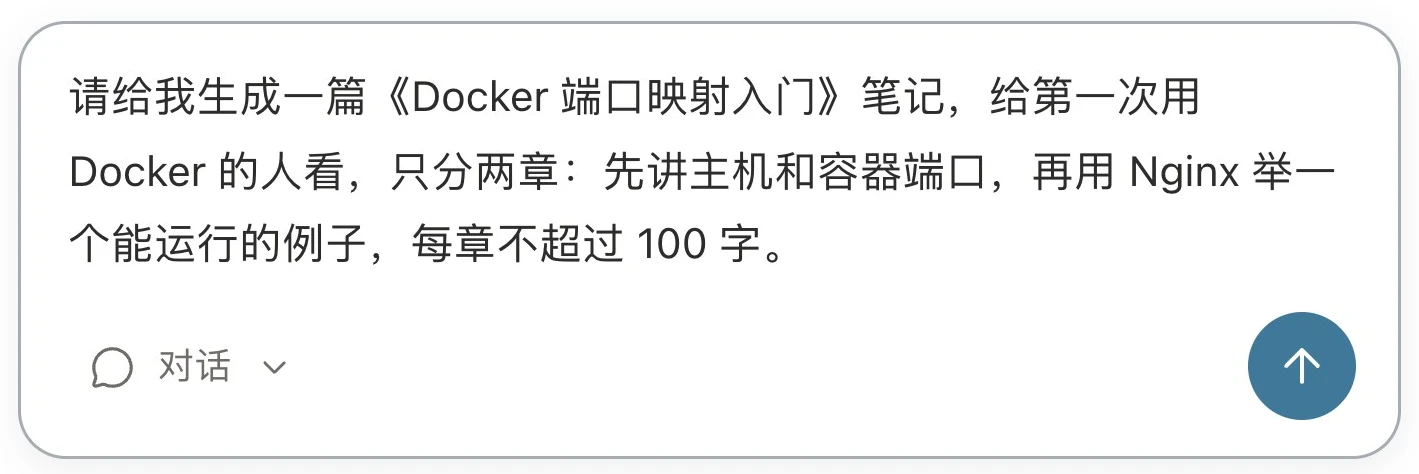 请给我生成一篇《Docker 端口映射入门》笔记，给第一次用
Docker 的人看，只分两章：先讲主机和容器端口，再用 Nginx 举一
个能运行的例子，每章不超过 100 字。
对话